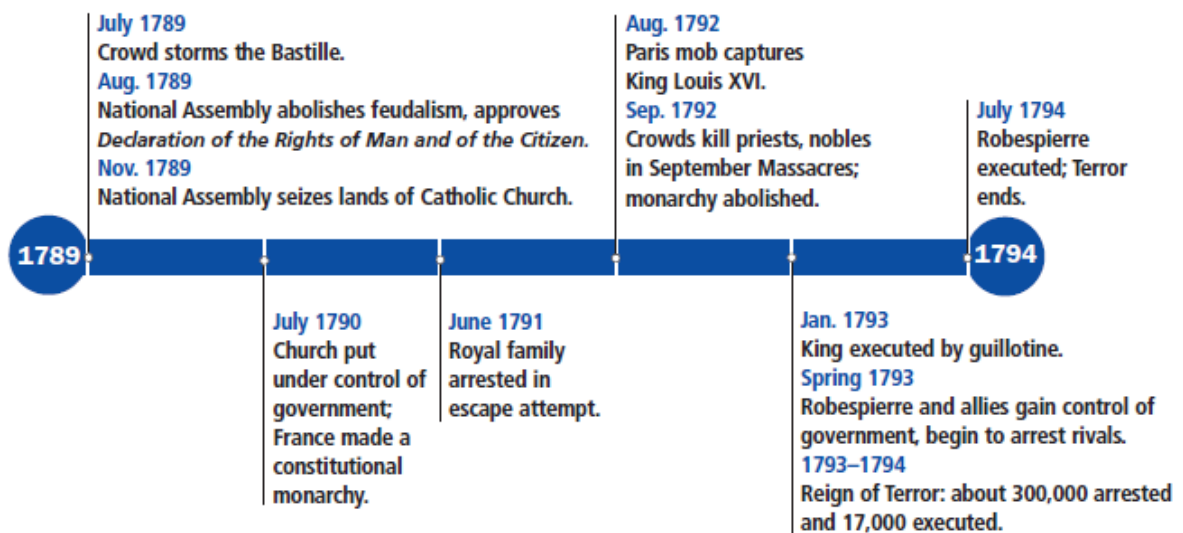 July 1789
Crowd storms the Bastille.
Aug. 1789
National Assembly abolishes feudalism, approves
Declaration of the Rights of Man and of the Citizen.
Nov. 1789
National Assembly seizes lands of Catholic Church.
Aug. 1792
Paris mob captures
King Louis XVI.
Sep. 1792
Crowds kill priests, nobles
in September Massacres;
monarchy abolished.
July 1794
Robespierre
executed; Terror
ends.
1789
1794
July 1790
Church put
under control of
government;
France made a
constitutional
monarchy.
June 1791
Royal family
arrested in
escape attempt.
Jan. 1793
King executed by guillotine.
Spring 1793
Robespierre and allies gain control of
government, begin to arrest rivals.
1793–1794
Reign of Terror: about 300,000 arrested
and 17,000 executed.